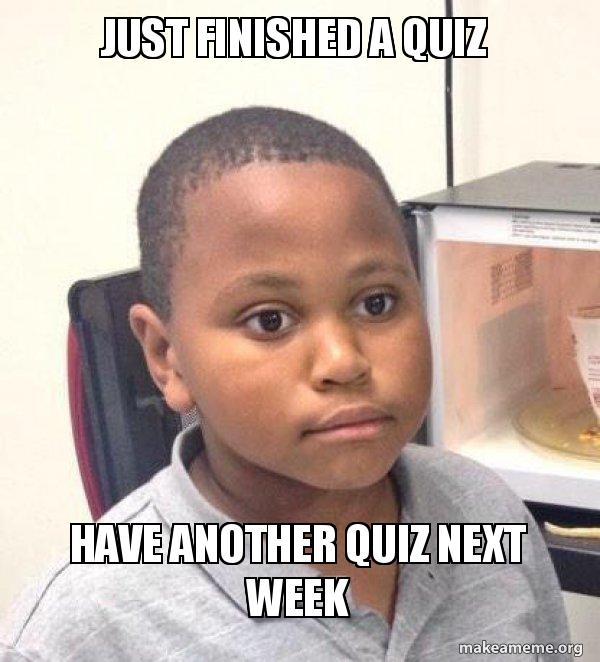 JUST FINISHED A QUIZ
HAVE ANOTHER QUIZ NEXT
WEEK
makeameme.org